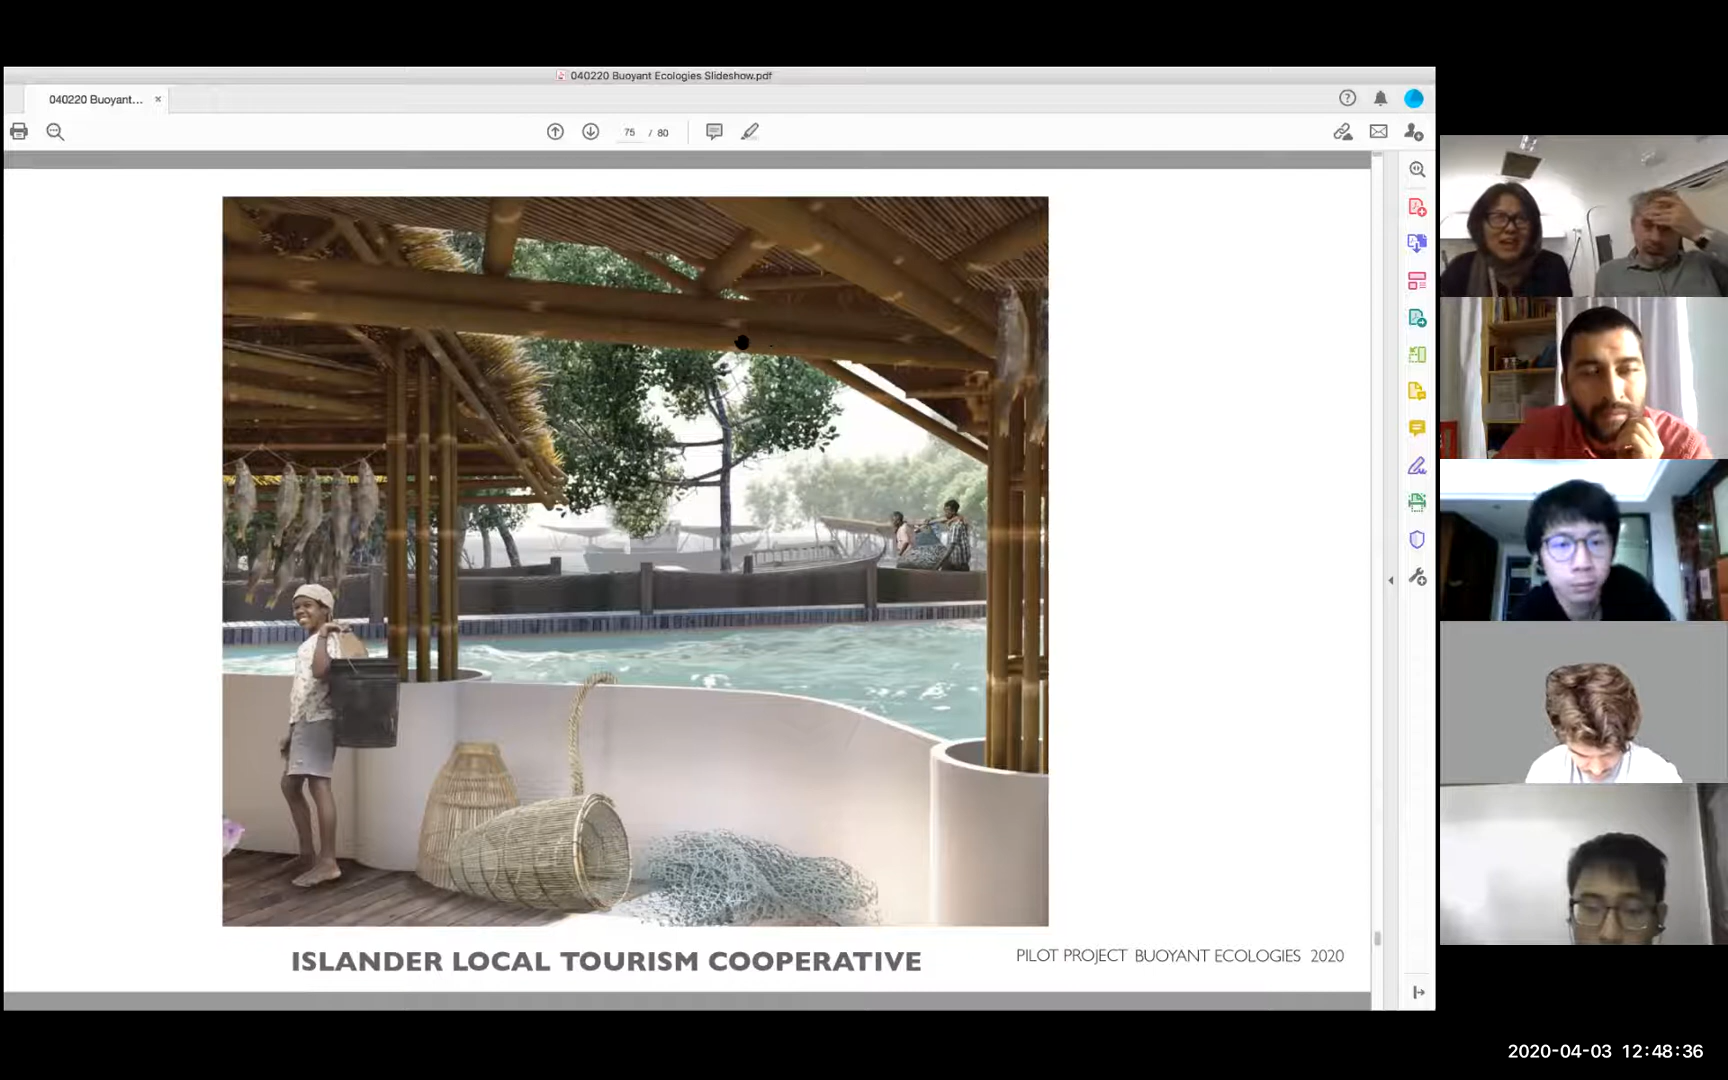 040220 Buoyant Ecologies Slideshow.pdf
040220 Buoyant...
75 / 80
ISLANDER LOCAL TOURISM COOPERATIVE
PILOT PROJECT BUOYANT ECOLOGIES 2020
2020-04-03 12:48:36